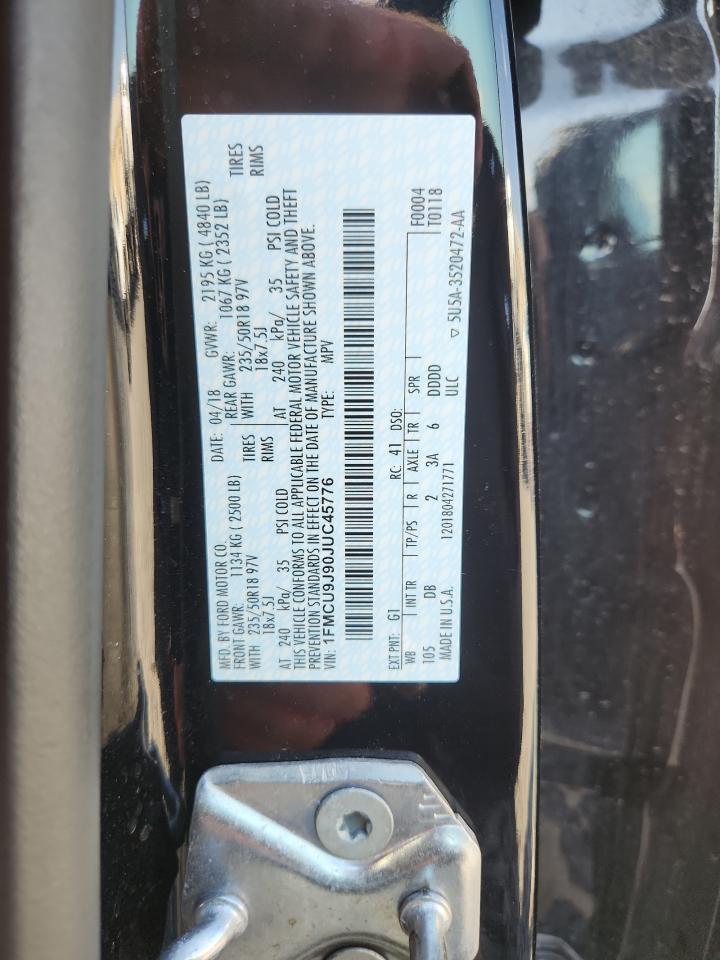 MFD. BY FORD MOTOR CO. DATE: 04/18 GVWR: 2195 KG ( 4840 LB)
FRONT GAWR: 1134 KG ( 2500 LB) REAR GAWR: 1067 KG ( 2352 LB)
WITH 235/50R18 97V TIRES WITH 235/50R18 97V TIRES
18x7.5J RIMS 18x7.5J RIMS
AT 240 kPa/ 35 PSI COLD AT 240 kPa/ 35 PSI COLD
THIS VEHICLE CONFORMS TO ALL APPLICABLE FEDERAL MOTOR VEHICLE SAFETY AND THEFT
PREVENTION STANDARDS IN EFFECT ON THE DATE OF MANUFACTURE SHOWN ABOVE.
VIN: 1FMCU9J90JUC45776 TYPE: MPV
EXT PNT: G1 RC: 41 DSO: F0004
WB INT TR TP/PS R AXLE TR SPR T0118
105 DB 2 3A 6 DDDD
MADE IN U.S.A. 1201804271771 ULC ▽ 5U5A-3520472-AA